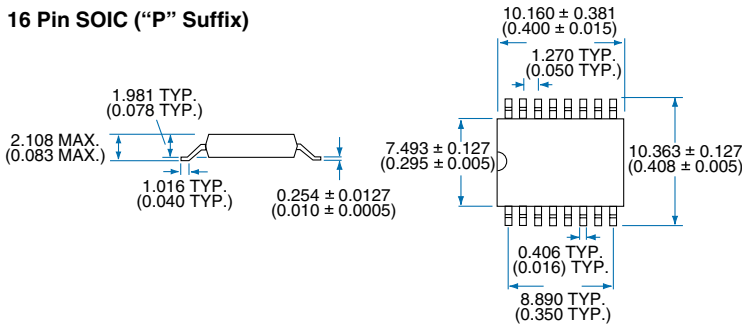 16 Pin SOIC (“P” Suffix)
10.160 ± 0.381
(0.400 ± 0.015)
1.270 TYP.
(0.050 TYP.)
1.981 TYP.
(0.078 TYP.)
2.108 MAX.
(0.083 MAX.)
7.493 ± 0.127
(0.295 ± 0.005)
10.363 ± 0.127
(0.408 ± 0.005)
1.016 TYP.
(0.040 TYP.)
0.254 ± 0.0127
(0.010 ± 0.0005)
0.406 TYP.
(0.016) TYP.
8.890 TYP.
(0.350 TYP.)